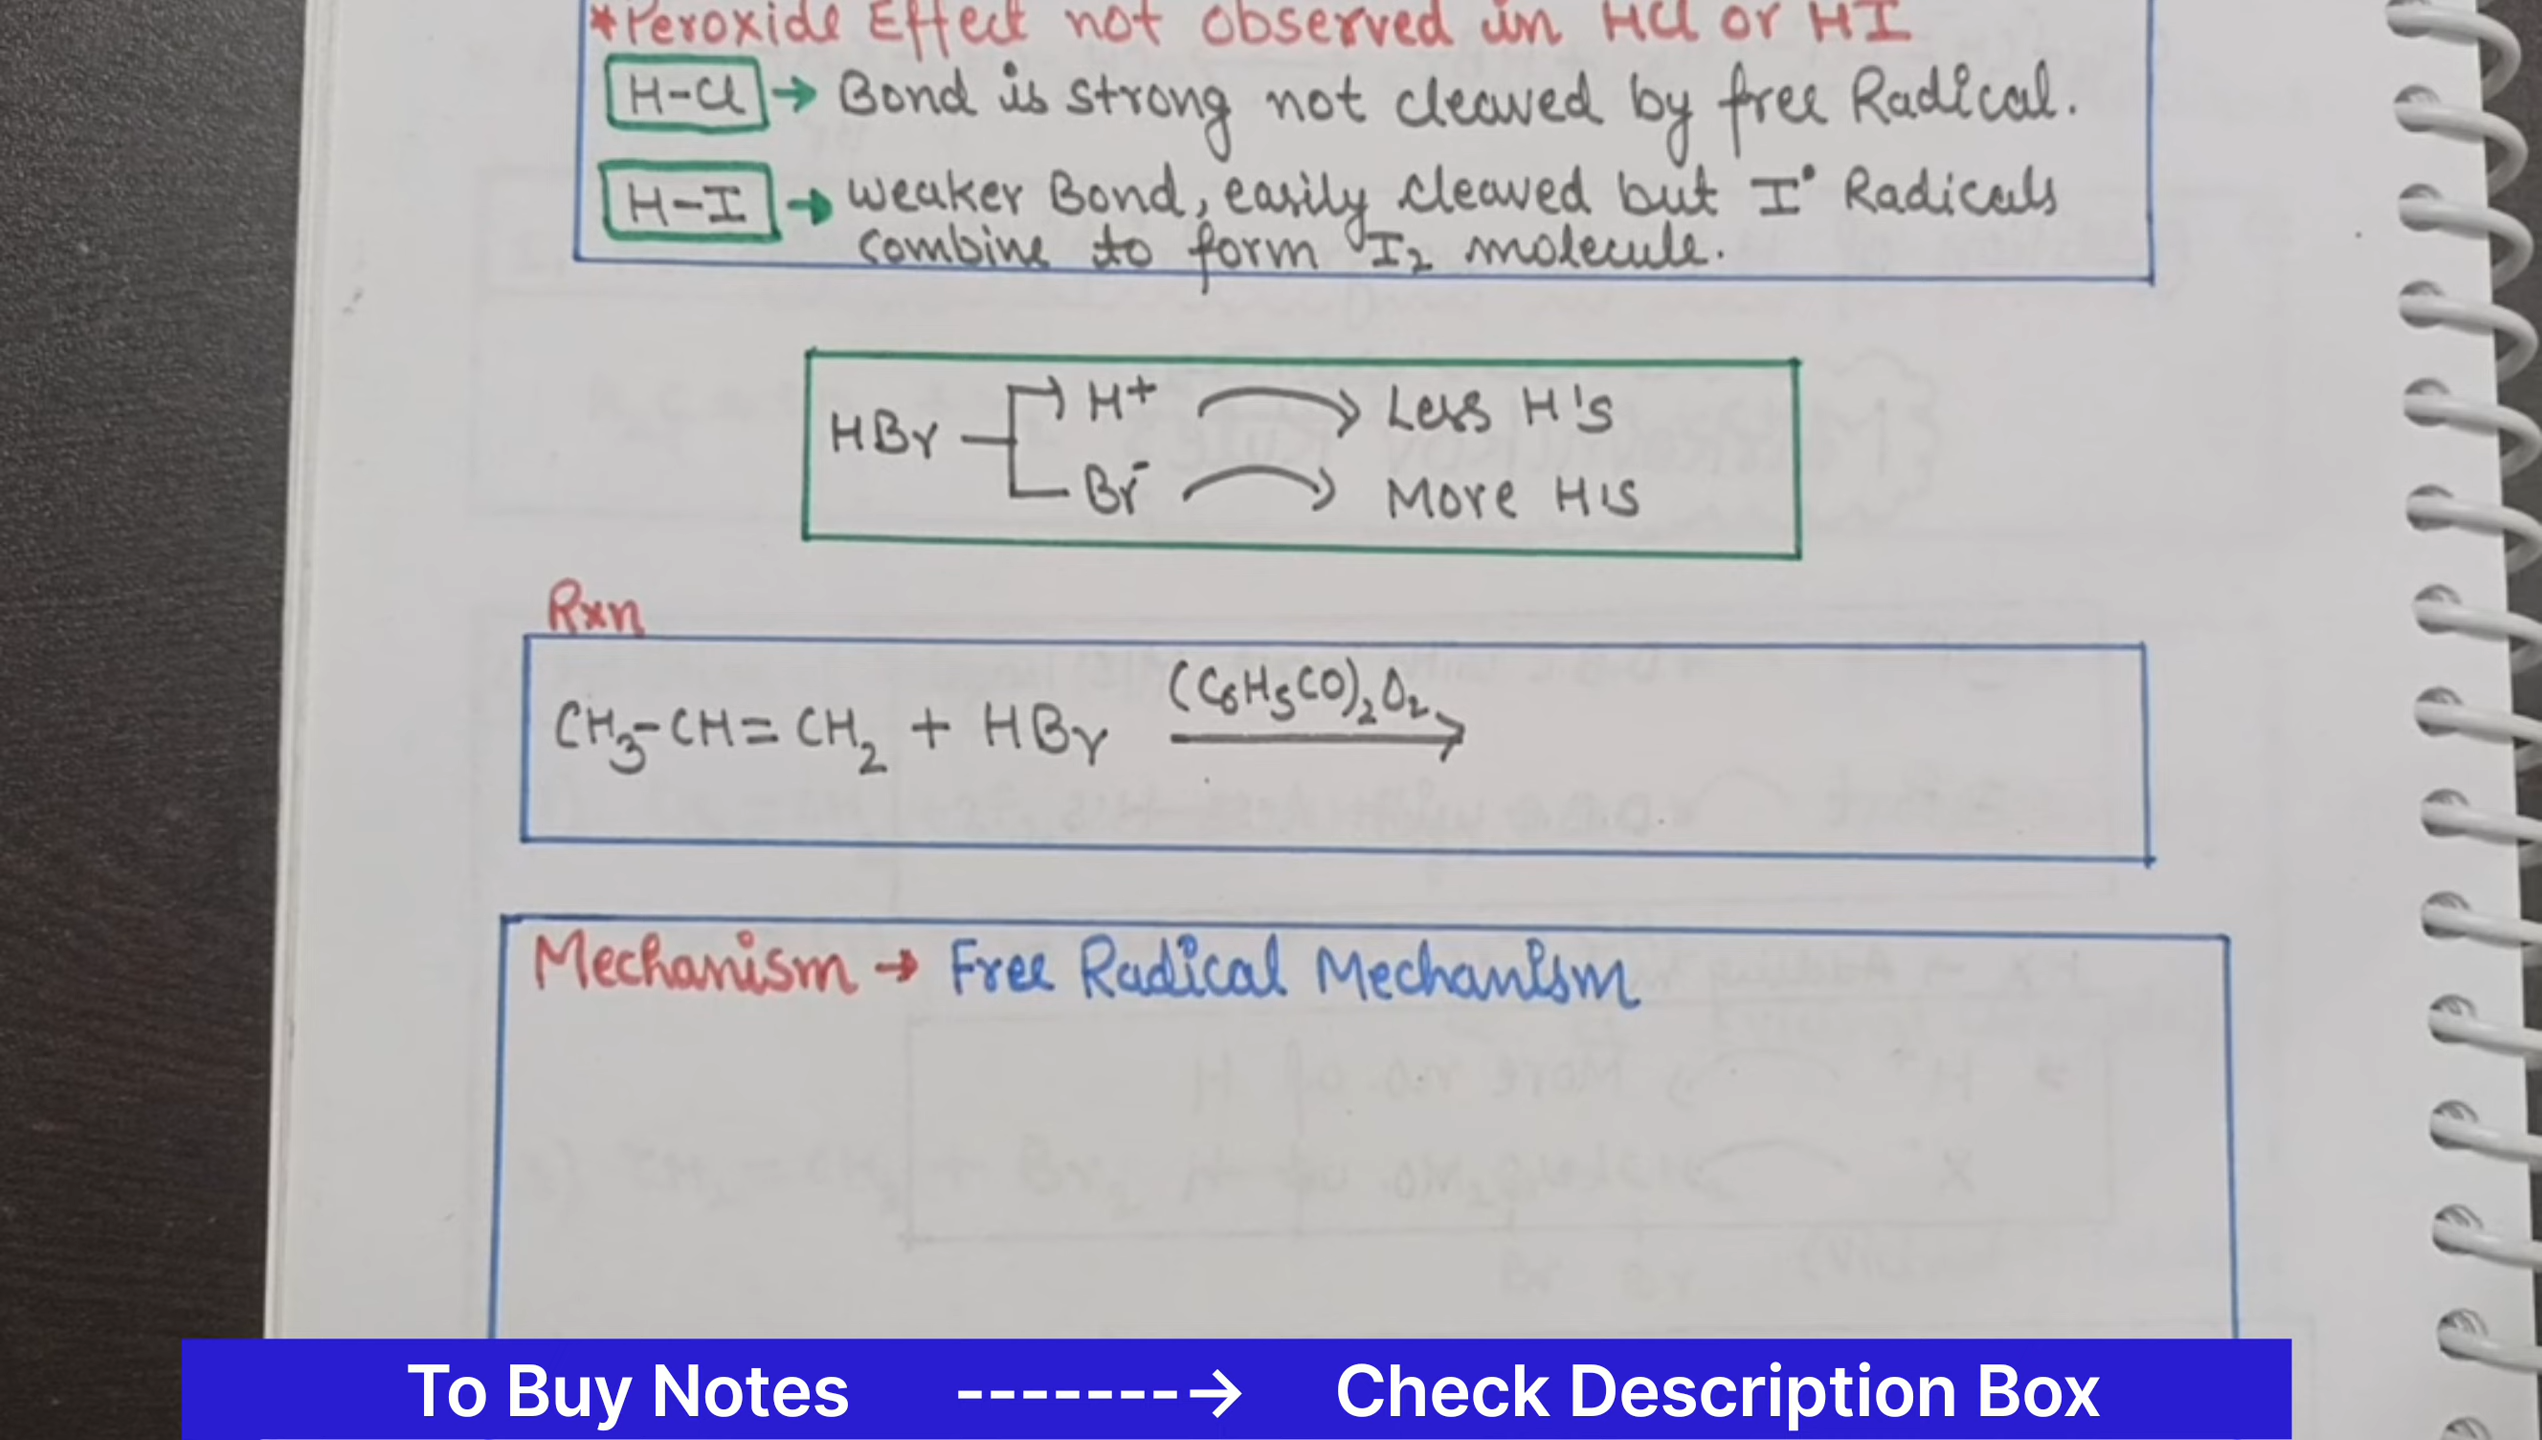 *Peroxide Effect not observed in HCl or HI
H-Cl → Bond is strong not cleaved by free Radical.
H-I → weaker Bond, easily cleaved but I• Radicals
combine to form I₂ molecule.
HBr
H⁺ → Less H's
Br⁻ → More H's
Rxn
CH₃-CH=CH₂ + HBr (C₆H₅CO)₂O₂ →
Mechanism → Free Radical Mechanism
To Buy Notes -------→ Check Description Box